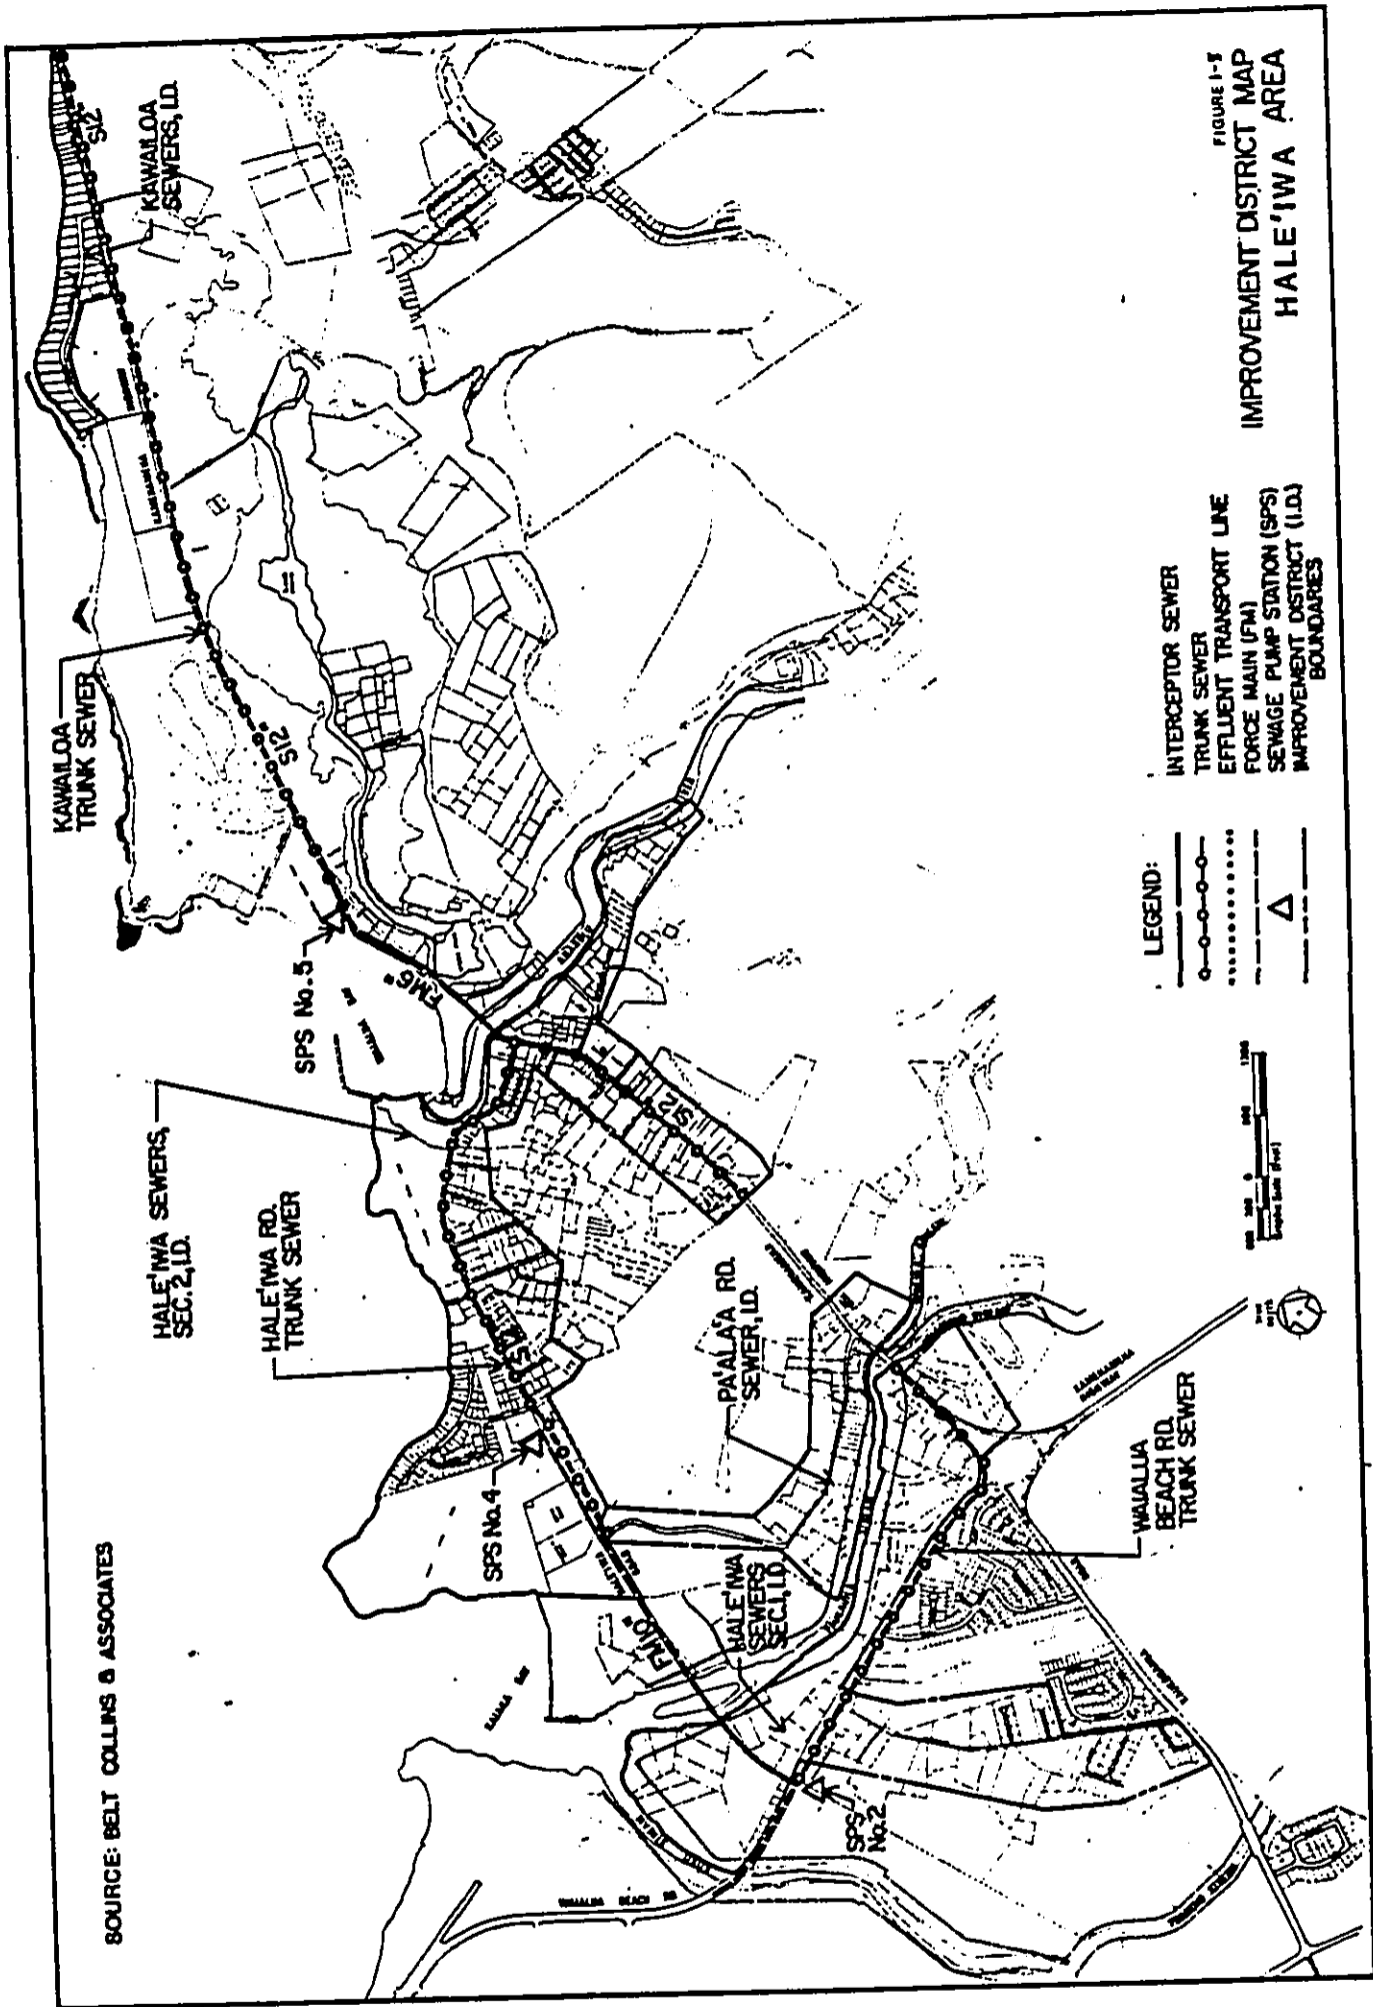 SOURCE: BELT COLLINS & ASSOCIATES
KAWAILOA
TRUNK SEWER
S12"
KAWAILOA
SEWERS, I.D.
S12"
SPS No. 5
FM6"
HALE'IWA SEWERS,
SEC. 2, I.D.
HALE'IWA RD.
TRUNK SEWER
S12
SPS No. 4
PA'ALA'A RD.
SEWER, I.D.
FM10"
HALE'IWA
SEWERS
SEC. 1, I.D.
WAIALUA BEACH RD
SPS
No. 2
WAIALUA
BEACH RD.
TRUNK SEWER
LEGEND:
INTERCEPTOR SEWER
TRUNK SEWER
EFFLUENT TRANSPORT LINE
FORCE MAIN (FM)
SEWAGE PUMP STATION (SPS)
IMPROVEMENT DISTRICT (I.D.)
BOUNDARIES
FIGURE 1-8
IMPROVEMENT DISTRICT MAP
HALE'IWA AREA